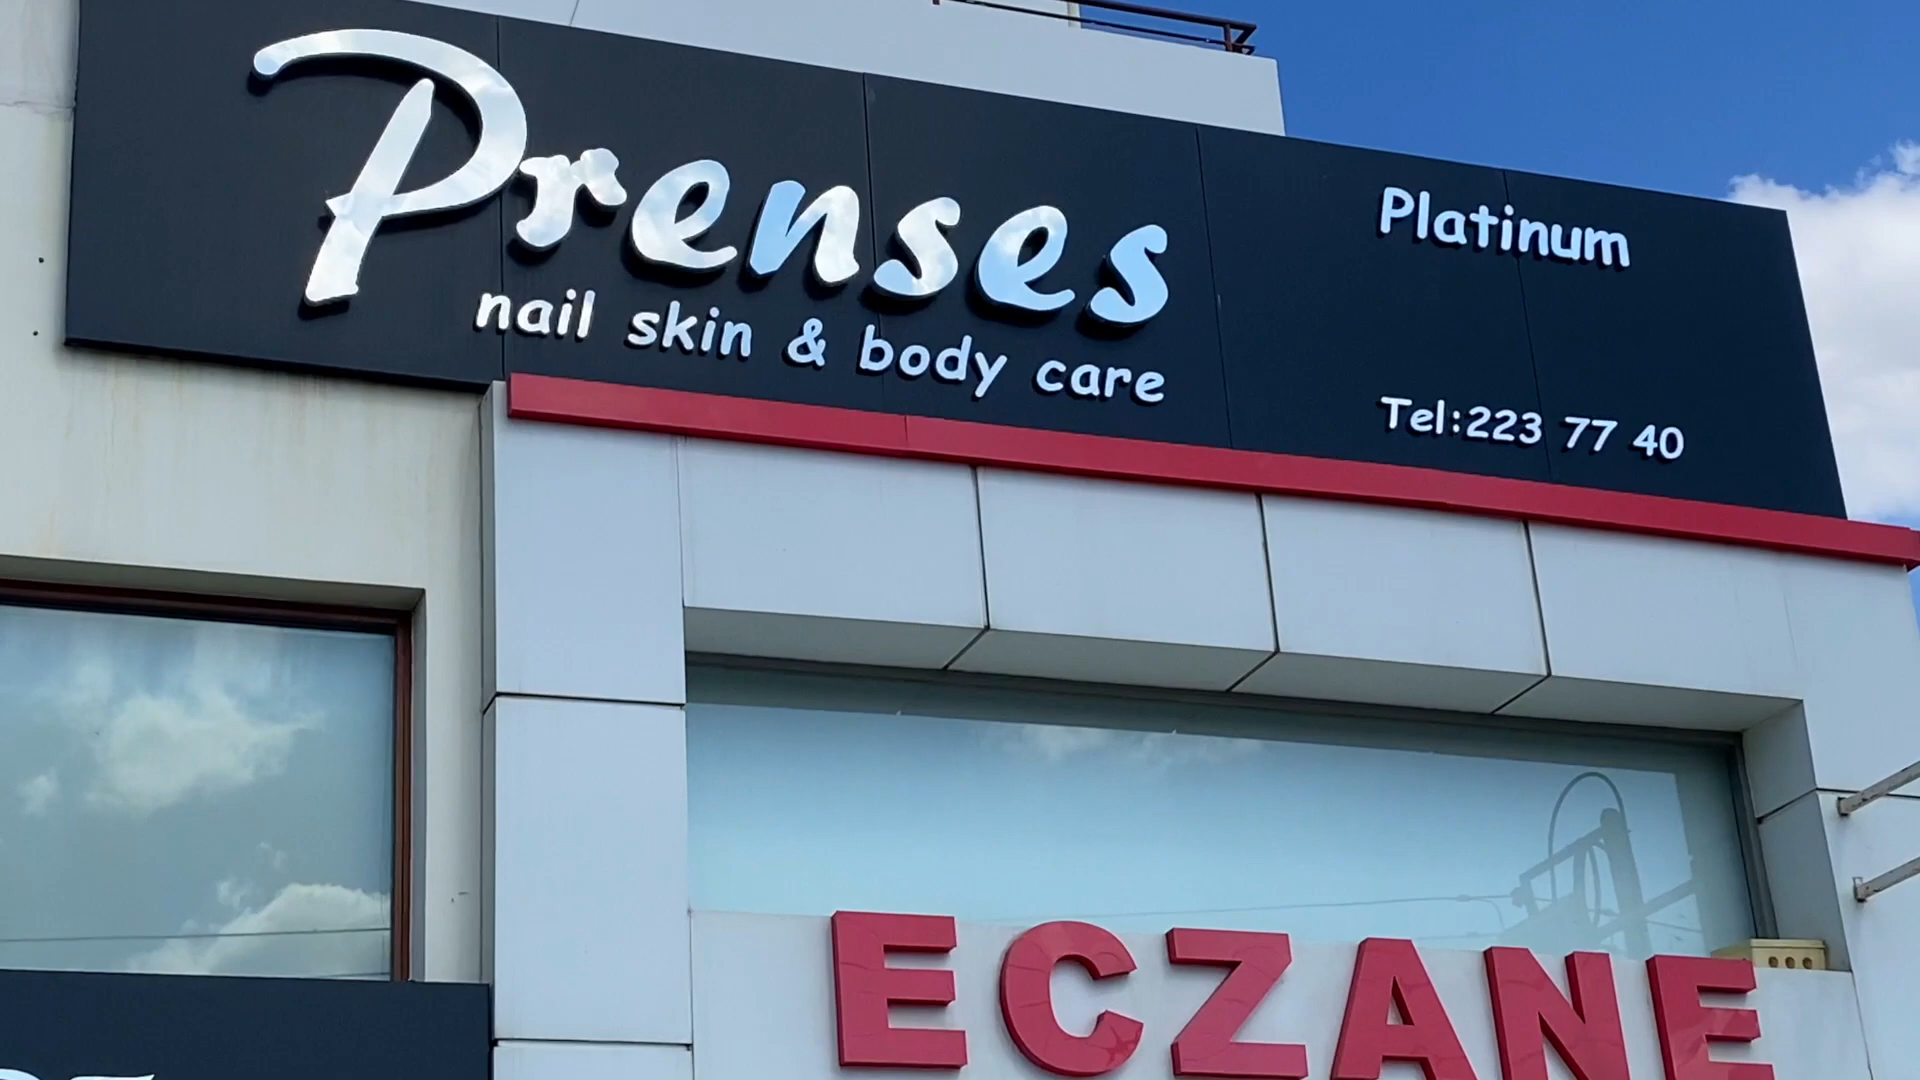 Prenses
nail skin & body care
Platinum
Tel:223 77 40
ECZANE